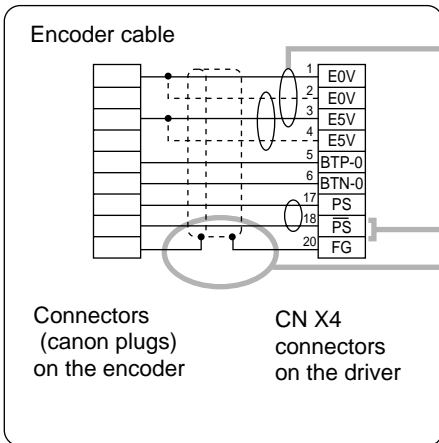 Encoder cable
1 E0V
2 E0V
3 E5V
4 E5V
5 BTP-0
6 BTN-0
17 PS
18 P̅S̅
20 FG
Connectors
(canon plugs)
on the encoder
CN X4
connectors
on the driver